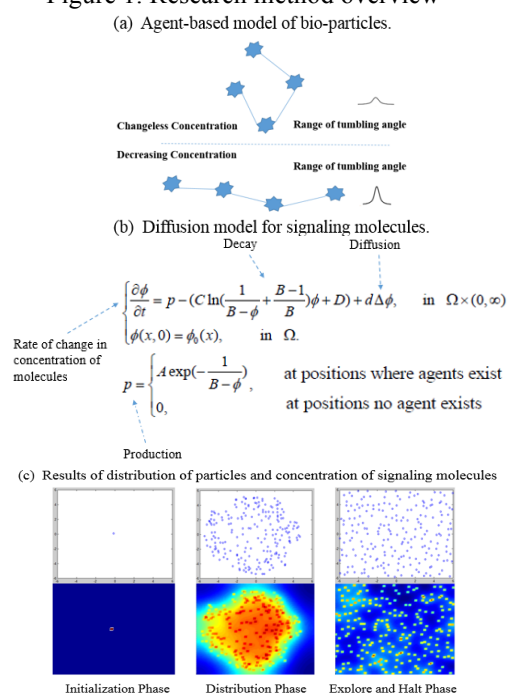 Figure 1. Research method overview
(a) Agent-based model of bio-particles.
Changeless Concentration
Range of tumbling angle
Decreasing Concentration
Range of tumbling angle
(b) Diffusion model for signaling molecules.
Decay
Diffusion
∂ϕ/∂t = p−(C ln(1/(B−ϕ)+(B−1)/B)ϕ+D)+dΔϕ, in Ω×(0,∞)
ϕ(x,0)=ϕ₀(x), in Ω.
Rate of change in
concentration of
molecules
p = { A exp(−1/(B−ϕ)), at positions where agents exist
0, at positions no agent exists
Production
(c) Results of distribution of particles and concentration of signaling molecules
Initialization Phase
Distribution Phase
Explore and Halt Phase